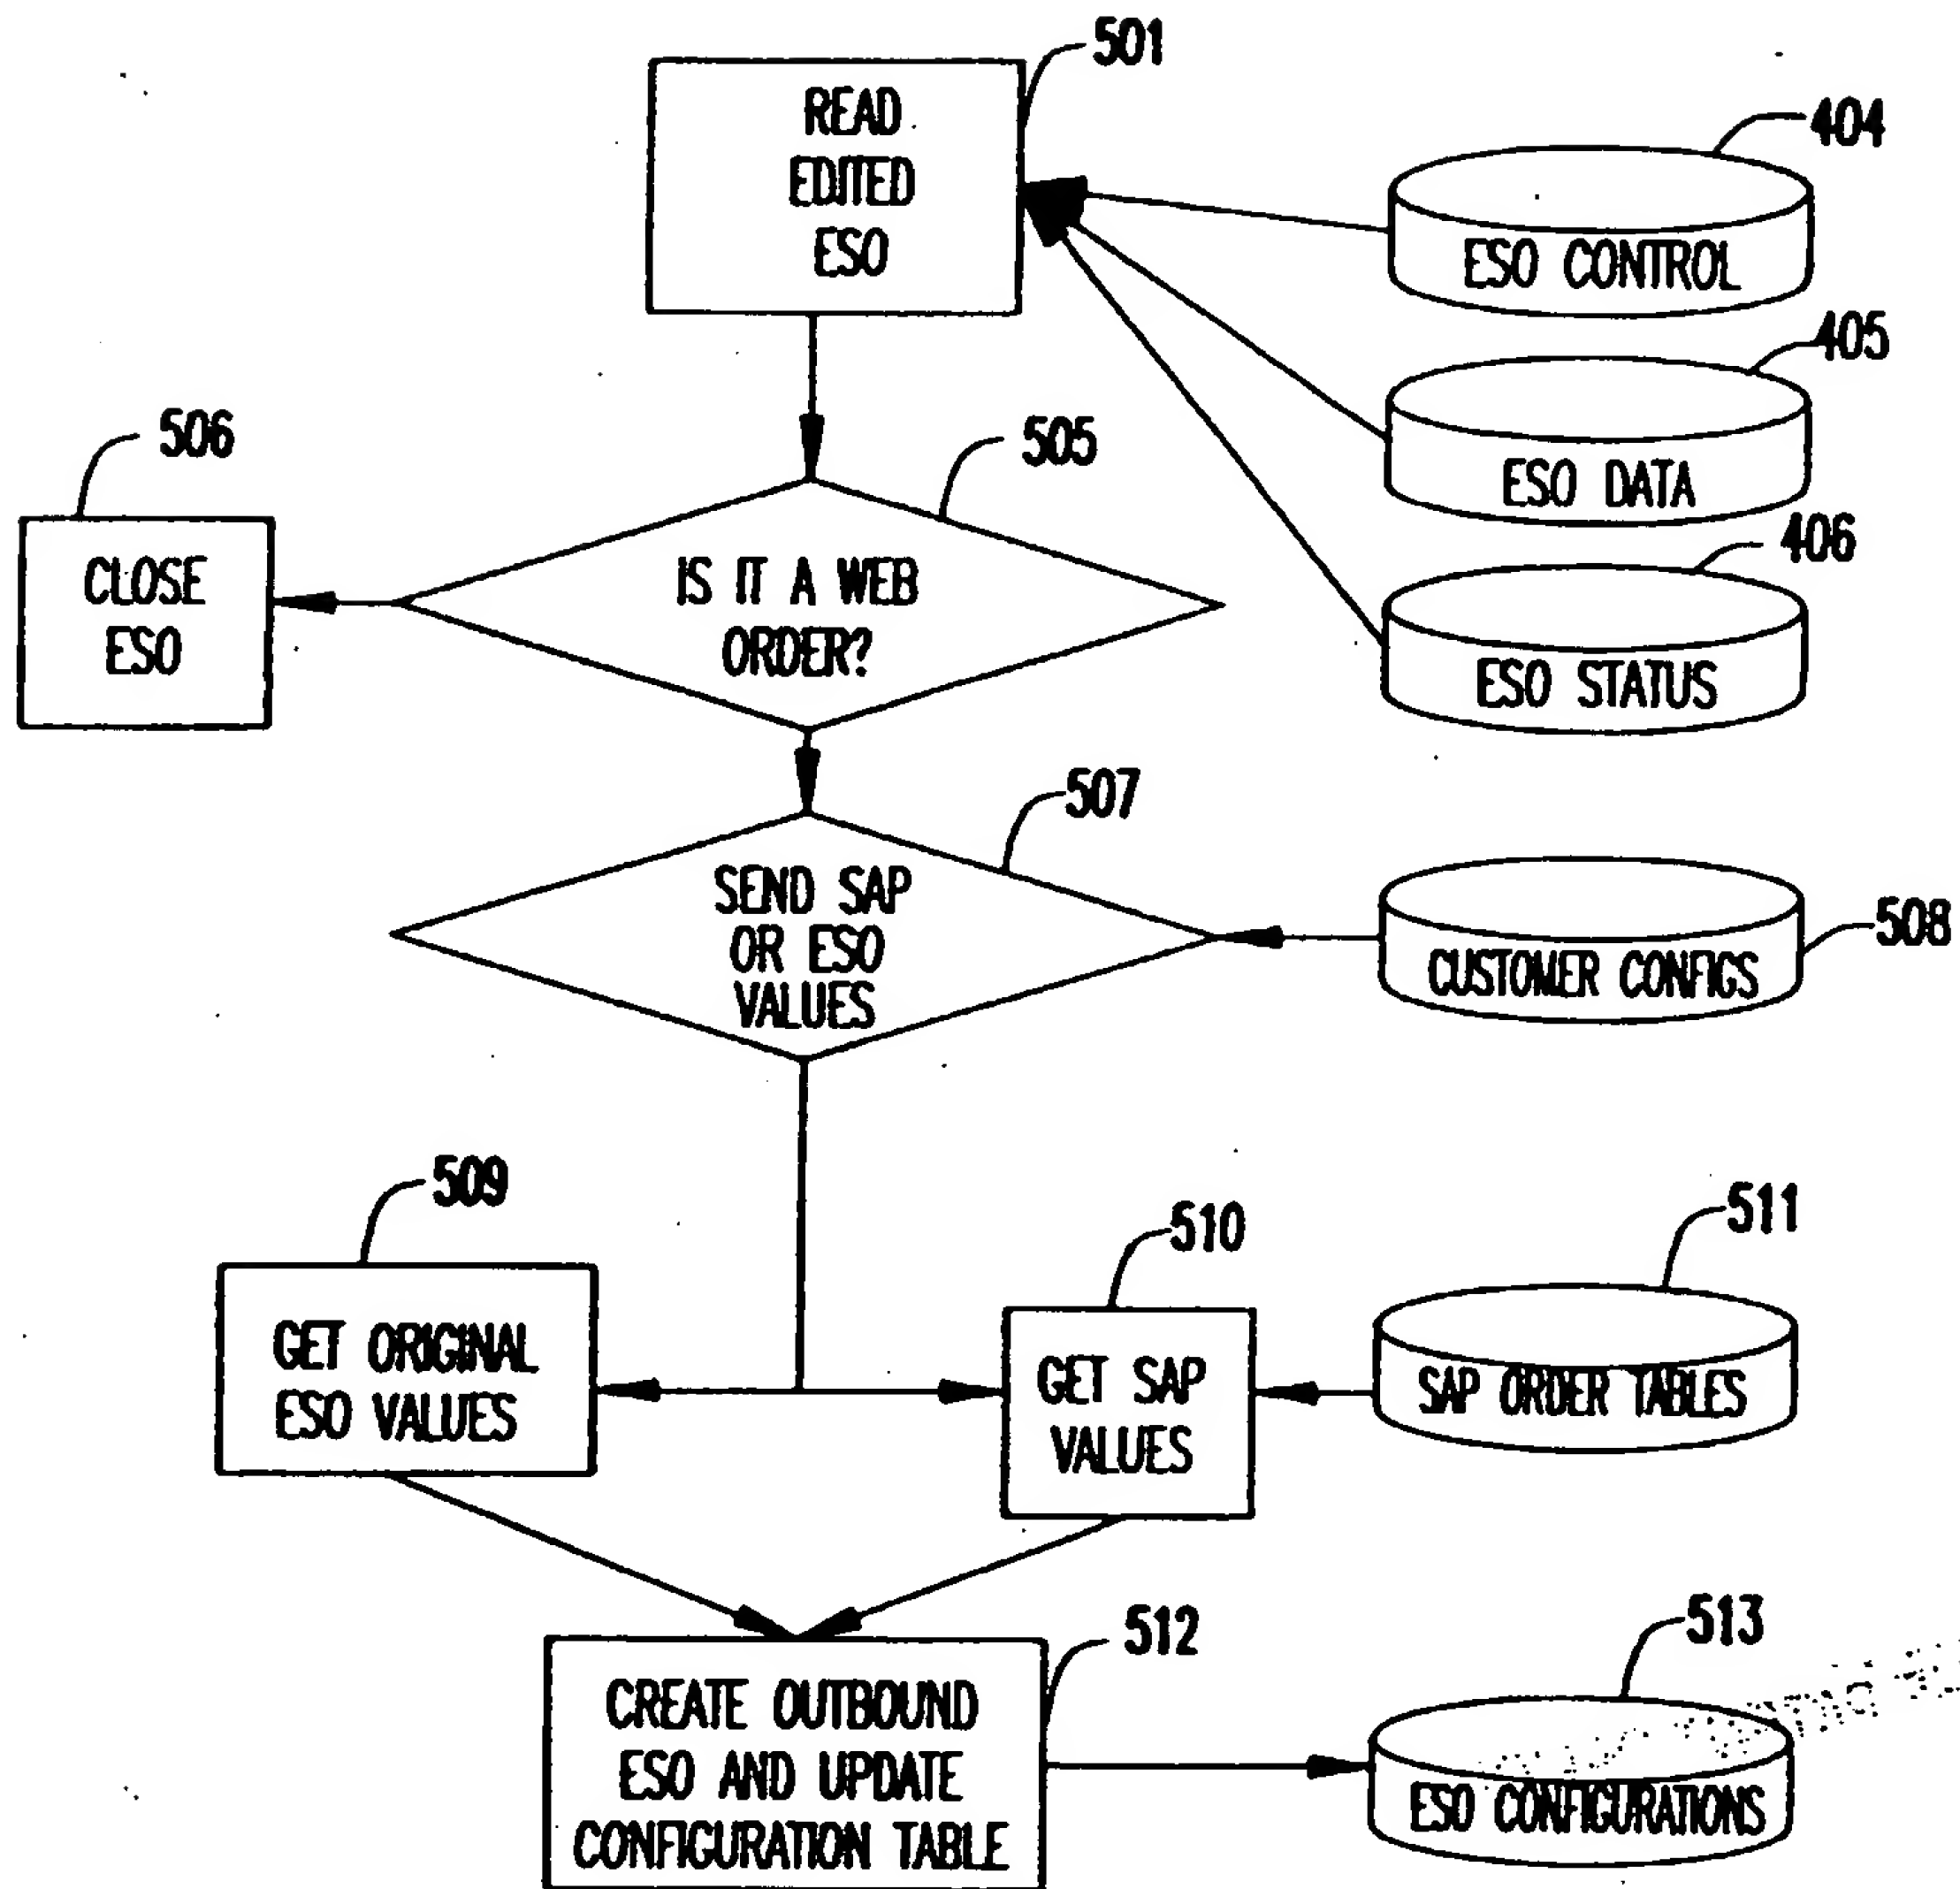 501
READ
EDITED
ESO
404
ESO CONTROL
405
ESO DATA
406
ESO STATUS
506
CLOSE
ESO
505
IS IT A WEB
ORDER?
507
SEND SAP
OR ESO
VALUES
508
CUSTOMER CONFIGS
509
GET ORIGINAL
ESO VALUES
510
GET SAP
VALUES
511
SAP ORDER TABLES
512
CREATE OUTBOUND
ESO AND UPDATE
CONFIGURATION TABLE
513
ESO CONFIGURATIONS